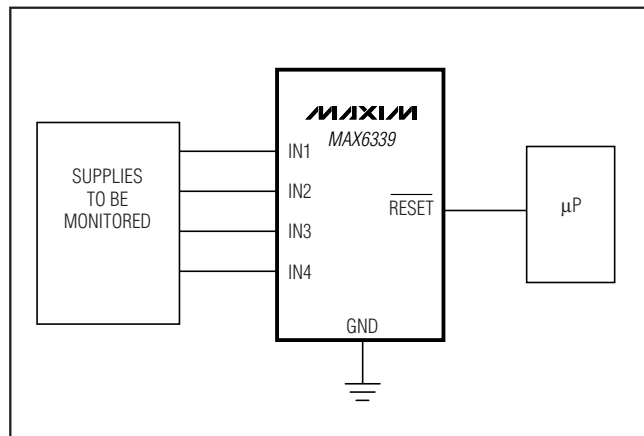 SUPPLIES
TO BE
MONITORED
MAXIM
MAX6339
IN1
IN2
IN3
IN4
RESET
GND
μP